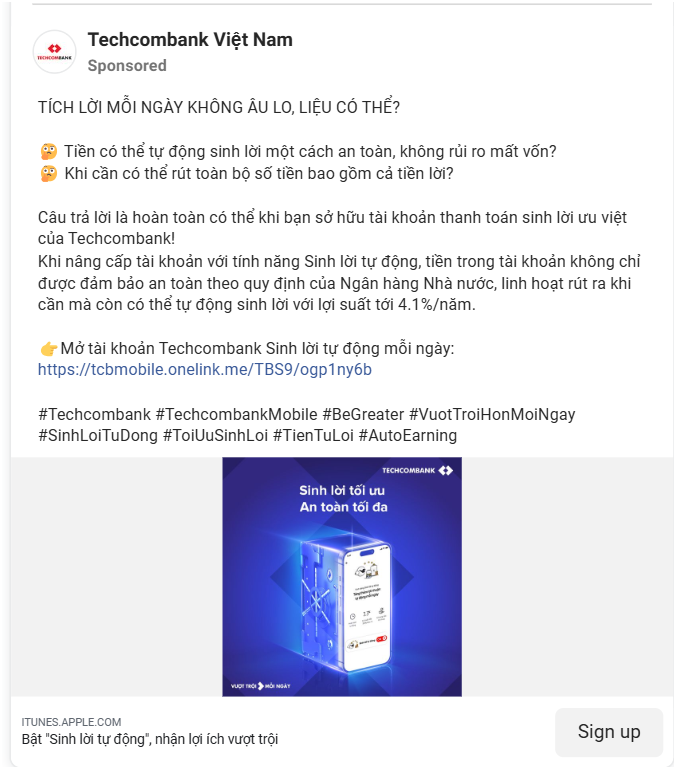 TECHCOMBANK
Techcombank Việt Nam
Sponsored
TÍCH LỜI MỖI NGÀY KHÔNG ÂU LO, LIỆU CÓ THỂ?
🤔 Tiền có thể tự động sinh lời một cách an toàn, không rủi ro mất vốn?
🤔 Khi cần có thể rút toàn bộ số tiền bao gồm cả tiền lời?
Câu trả lời là hoàn toàn có thể khi bạn sở hữu tài khoản thanh toán sinh lời ưu việt
của Techcombank!
Khi nâng cấp tài khoản với tính năng Sinh lời tự động, tiền trong tài khoản không chỉ
được đảm bảo an toàn theo quy định của Ngân hàng Nhà nước, linh hoạt rút ra khi
cần mà còn có thể tự động sinh lời với lợi suất tới 4.1%/năm.
👉Mở tài khoản Techcombank Sinh lời tự động mỗi ngày:
https://tcbmobile.onelink.me/TBS9/ogp1ny6b
#Techcombank #TechcombankMobile #BeGreater #VuotTroiHonMoiNgay
#SinhLoiTuDong #ToiUuSinhLoi #TienTuLoi #AutoEarning
TECHCOMBANK
Sinh lời tối ưu
An toàn tối đa
VƯỢT TRỘI MỖI NGÀY
ITUNES.APPLE.COM
Bật "Sinh lời tự động", nhận lợi ích vượt trội
Sign up